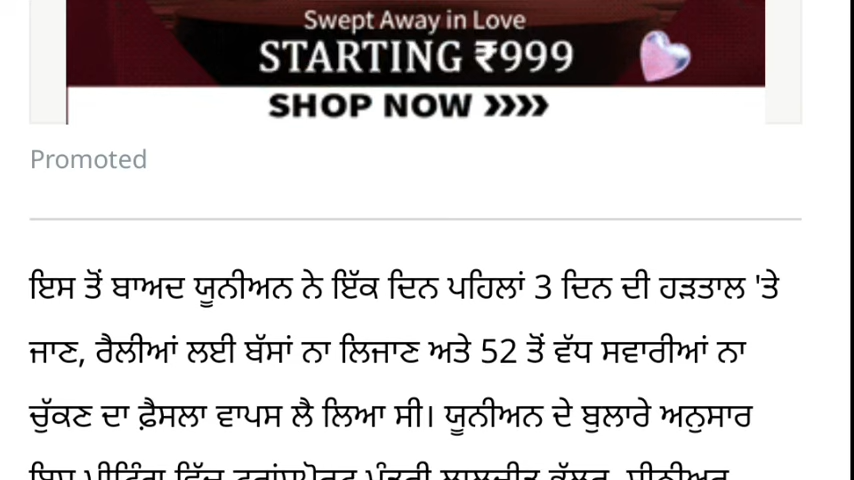 Swept Away in Love
STARTING ₹999
SHOP NOW
Promoted
ਇਸ ਤੋਂ ਬਾਅਦ ਯੂਨੀਅਨ ਨੇ ਇੱਕ ਦਿਨ ਪਹਿਲਾਂ 3 ਦਿਨ ਦੀ ਹੜਤਾਲ 'ਤੇ
ਜਾਣ, ਰੈਲੀਆਂ ਲਈ ਬੱਸਾਂ ਨਾ ਲਿਜਾਣ ਅਤੇ 52 ਤੋਂ ਵੱਧ ਸਵਾਰੀਆਂ ਨਾ
ਚੁੱਕਣ ਦਾ ਫ਼ੈਸਲਾ ਵਾਪਸ ਲੈ ਲਿਆ ਸੀ। ਯੂਨੀਅਨ ਦੇ ਬੁਲਾਰੇ ਅਨੁਸਾਰ